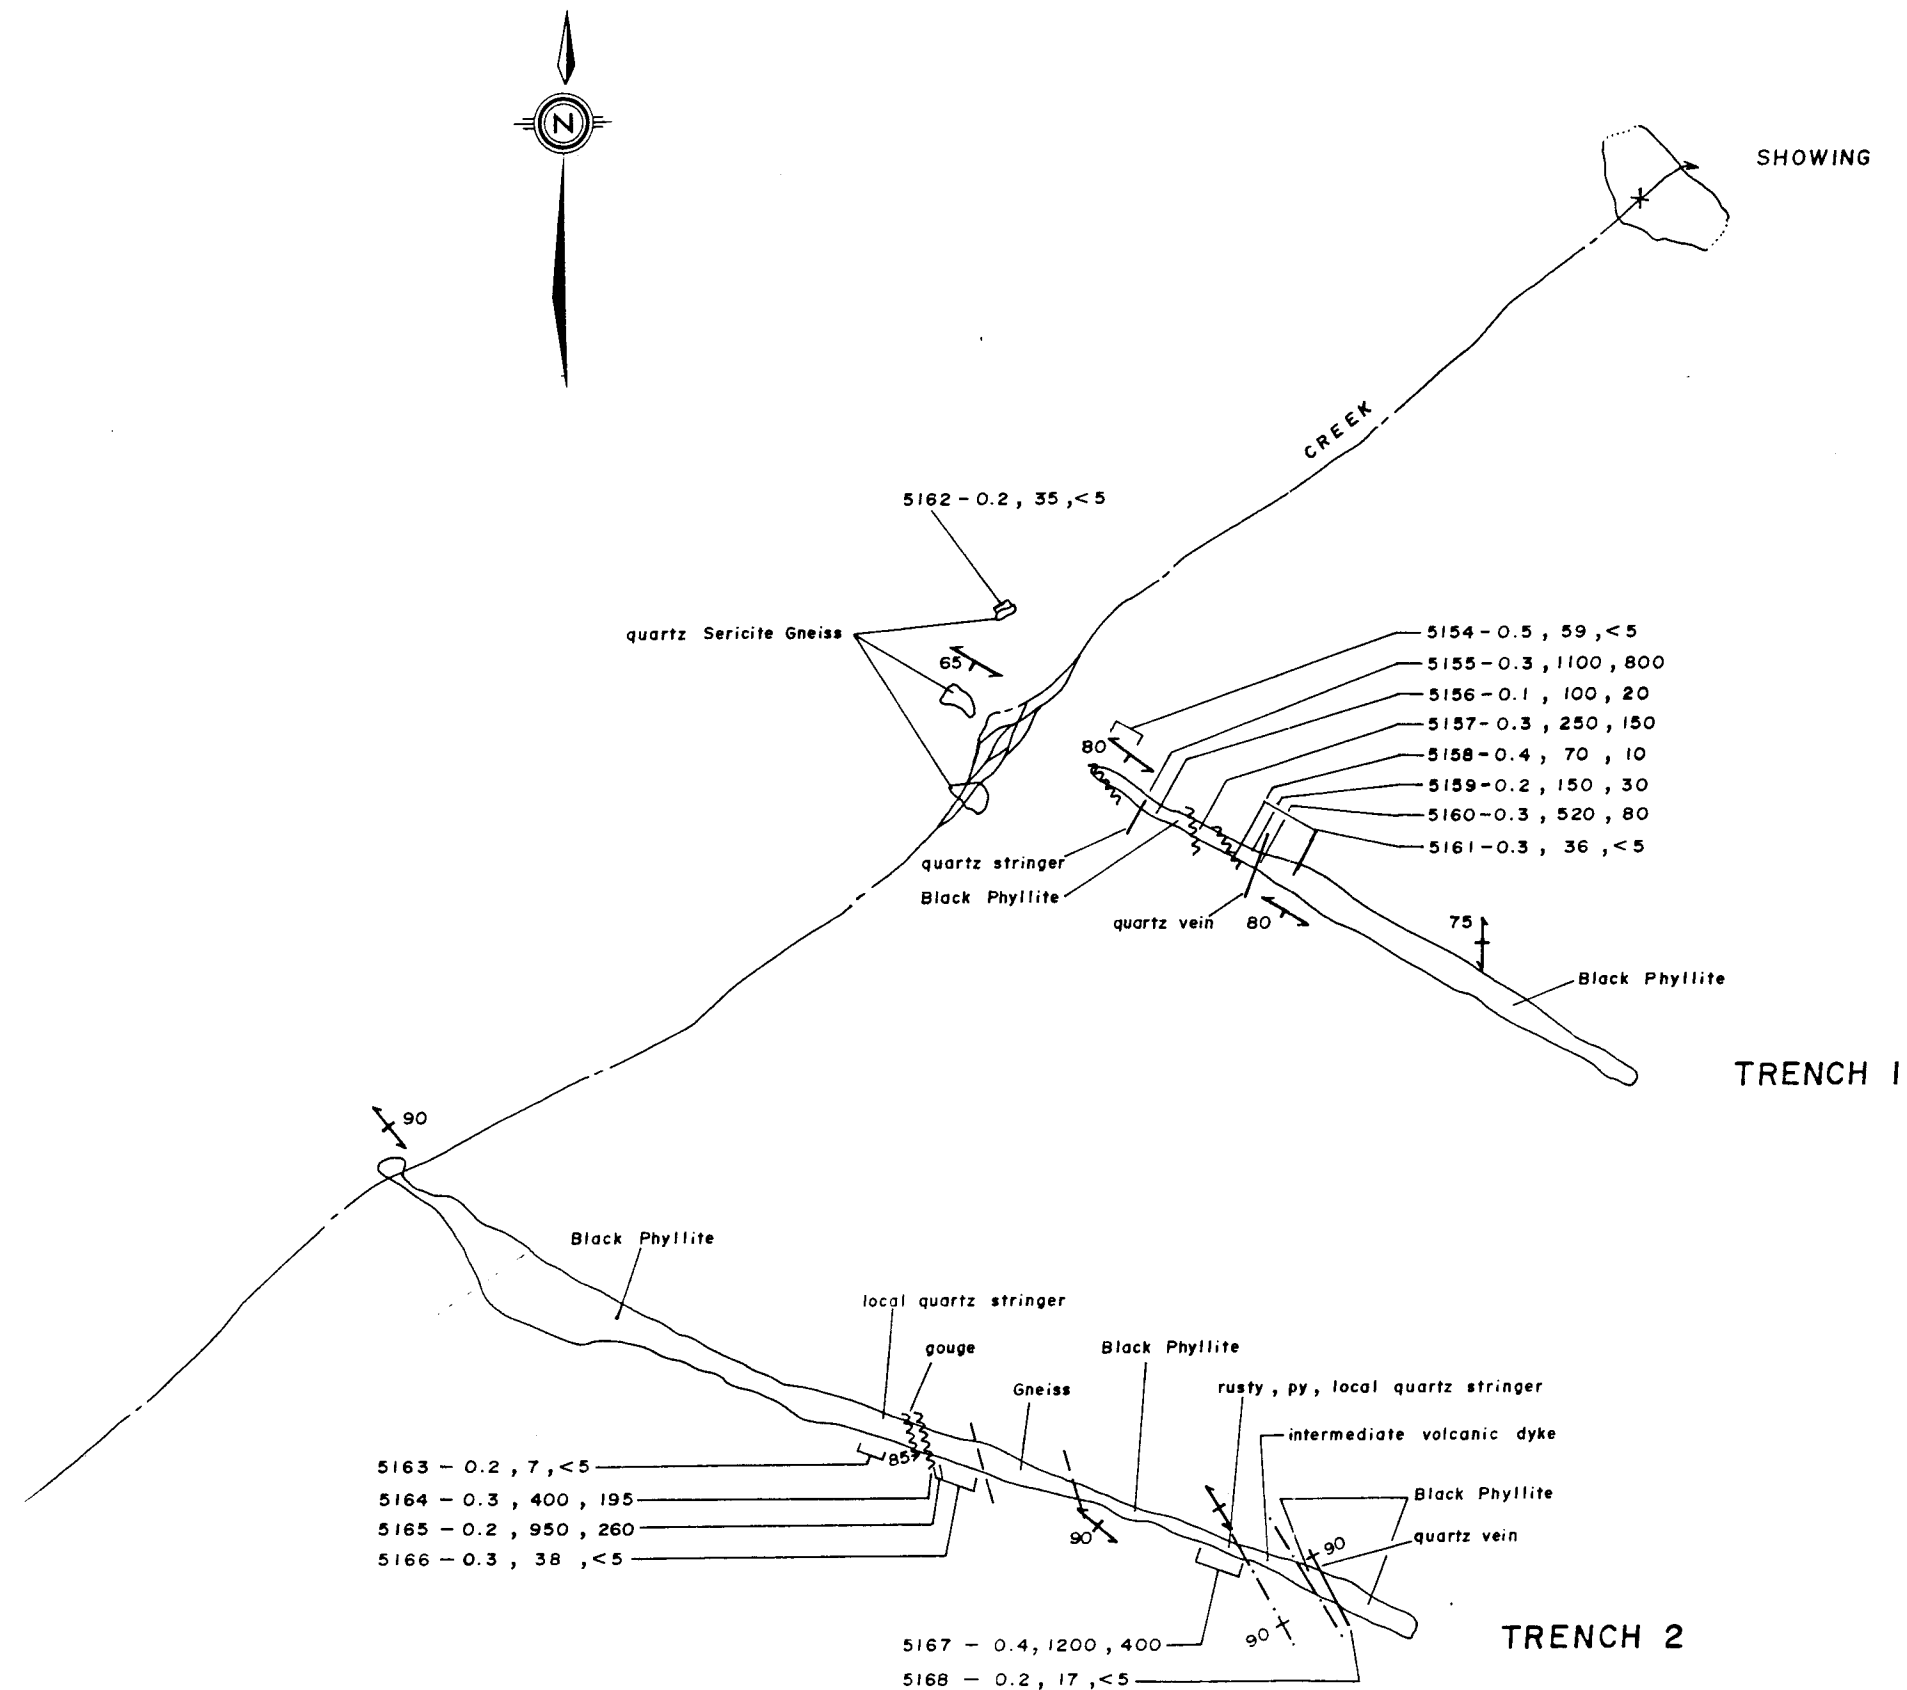 N
SHOWING
CREEK
5162 - 0.2 , 35 , < 5
quartz Sericite Gneiss
65
5154 - 0.5 , 59 , < 5
5155 - 0.3 , 1100 , 800
5156 - 0.1 , 100 , 20
5157 - 0.3 , 250 , 150
5158 - 0.4 , 70 , 10
5159 - 0.2 , 150 , 30
5160 - 0.3 , 520 , 80
5161 - 0.3 , 36 , < 5
80
quartz stringer
Black Phyllite
quartz vein
80
75
Black Phyllite
TRENCH 1
90
Black Phyllite
local quartz stringer
gouge
Black Phyllite
Gneiss
rusty , py , local quartz stringer
intermediate volcanic dyke
85
5163 - 0.2 , 7 , < 5
5164 - 0.3 , 400 , 195
5165 - 0.2 , 950 , 260
5166 - 0.3 , 38 , < 5
90
Black Phyllite
90
quartz vein
90
5167 - 0.4 , 1200 , 400
5168 - 0.2 , 17 , < 5
TRENCH 2